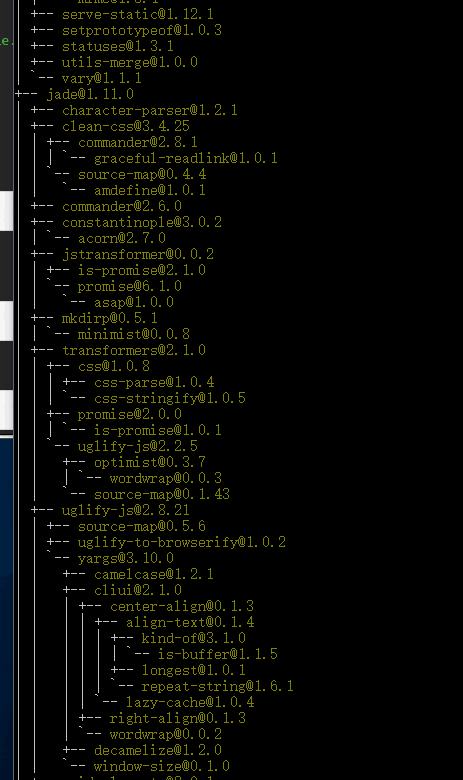 +-- serve-static@1.12.1
+-- setprototypeof@1.0.3
+-- statuses@1.3.1
+-- utils-merge@1.0.0
`-- vary@1.1.1
+-- jade@1.11.0
| +-- character-parser@1.2.1
| +-- clean-css@3.4.25
| | +-- commander@2.8.1
| | | `-- graceful-readlink@1.0.1
| | `-- source-map@0.4.4
| |   `-- amdefine@1.0.1
| +-- commander@2.6.0
| +-- constantinople@3.0.2
| | `-- acorn@2.7.0
| +-- jstransformer@0.0.2
| | +-- is-promise@2.1.0
| | `-- promise@6.1.0
| |   `-- asap@1.0.0
| +-- mkdirp@0.5.1
| | `-- minimist@0.0.8
| +-- transformers@2.1.0
| | +-- css@1.0.8
| | | +-- css-parse@1.0.4
| | | `-- css-stringify@1.0.5
| | +-- promise@2.0.0
| | | `-- is-promise@1.0.1
| | `-- uglify-js@2.2.5
| |   +-- optimist@0.3.7
| |   | `-- wordwrap@0.0.3
| |   `-- source-map@0.1.43
| +-- uglify-js@2.8.21
| | +-- source-map@0.5.6
| | +-- uglify-to-browserify@1.0.2
| | `-- yargs@3.10.0
| |   +-- camelcase@1.2.1
| |   +-- cliui@2.1.0
| |   | +-- center-align@0.1.3
| |   | | +-- align-text@0.1.4
| |   | | | +-- kind-of@3.1.0
| |   | | | | `-- is-buffer@1.1.5
| |   | | | +-- longest@1.0.1
| |   | | | `-- repeat-string@1.6.1
| |   | | `-- lazy-cache@1.0.4
| |   | +-- right-align@0.1.3
| |   | `-- wordwrap@0.0.2
| |   +-- decamelize@1.2.0
| |   `-- window-size@0.1.0